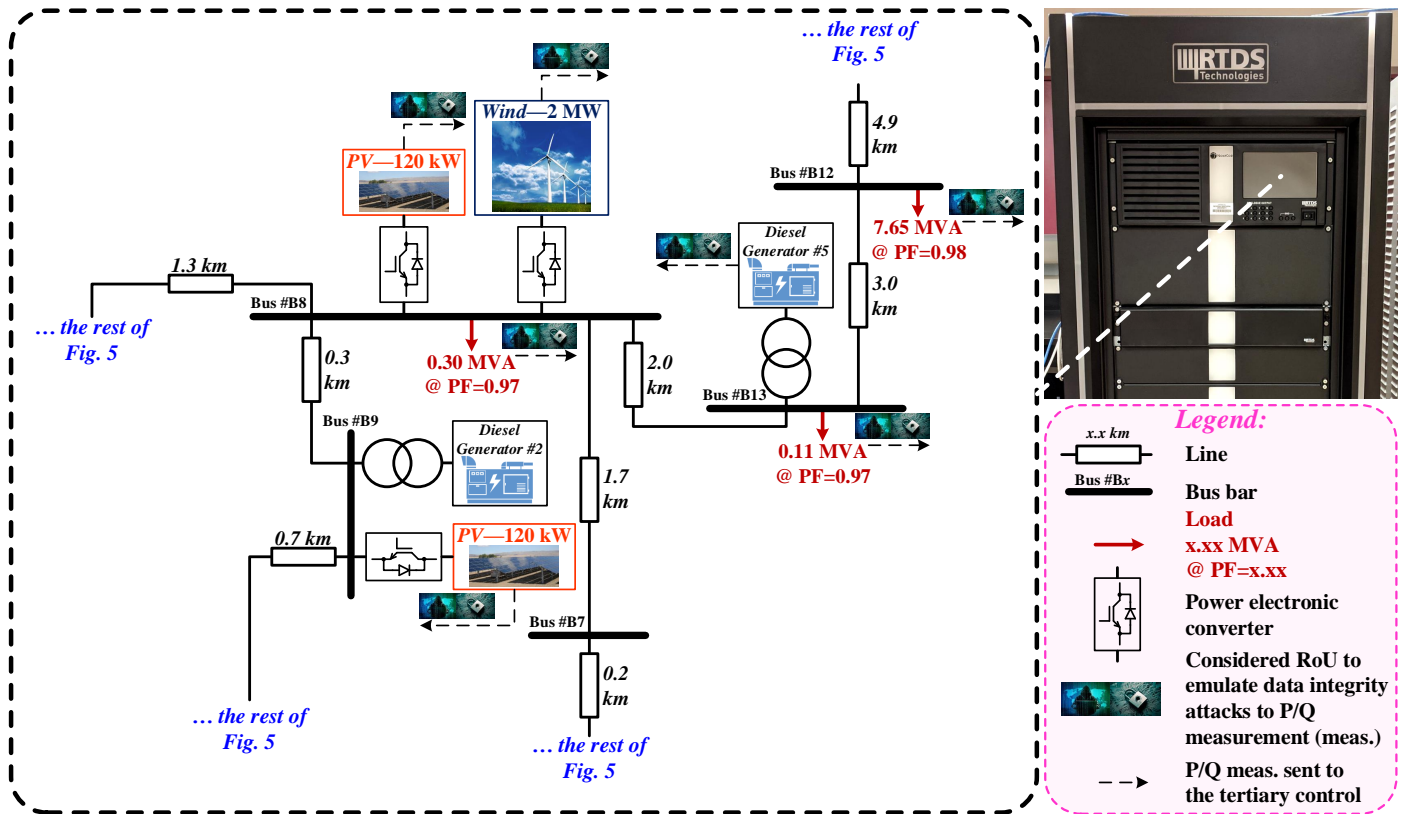 … the rest of
Fig. 5
Wind—2 MW
PV—120 kW
4.9
km
Bus #B12
7.65 MVA
@ PF=0.98
Diesel
Generator #5
3.0
km
1.3 km
Bus #B8
… the rest of
Fig. 5
0.3
km
0.30 MVA
@ PF=0.97
2.0
km
Bus #B13
0.11 MVA
@ PF=0.97
Bus #B9
Diesel
Generator #2
1.7
km
0.7 km
PV—120 kW
Bus #B7
0.2
km
… the rest of
Fig. 5
… the rest of
Fig. 5
RTDS
Technologies
RTDS
Legend:
x.x km
Line
Bus #Bx
Bus bar
Load
x.xx MVA
@ PF=x.xx
Power electronic
converter
Considered RoU to
emulate data integrity
attacks to P/Q
measurement (meas.)
P/Q meas. sent to
the tertiary control